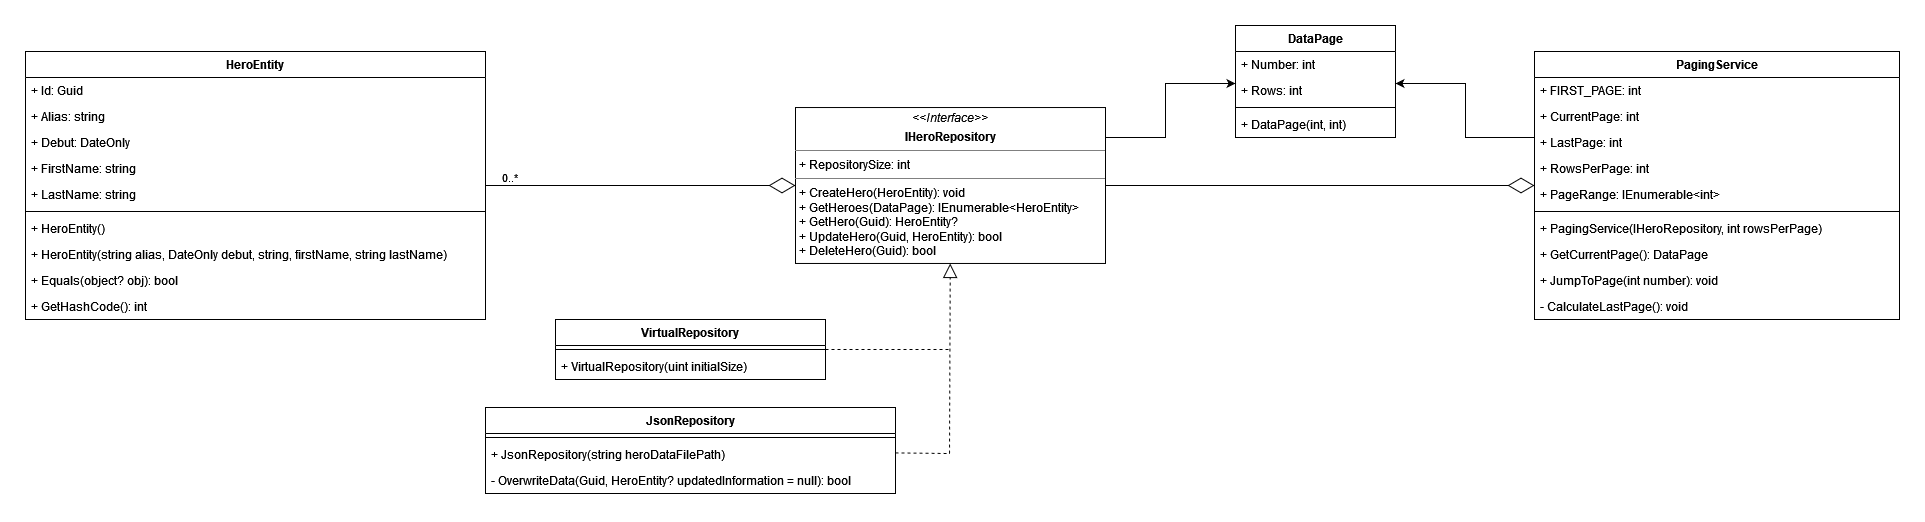 HeroEntity
+ Id: Guid
+ Alias: string
+ Debut: DateOnly
+ FirstName: string
+ LastName: string
+ HeroEntity()
+ HeroEntity(string alias, DateOnly debut, string, firstName, string lastName)
+ Equals(object? obj): bool
+ GetHashCode(): int
0..*
<<Interface>>
IHeroRepository
+ RepositorySize: int
+ CreateHero(HeroEntity): void
+ GetHeroes(DataPage): IEnumerable<HeroEntity>
+ GetHero(Guid): HeroEntity?
+ UpdateHero(Guid, HeroEntity): bool
+ DeleteHero(Guid): bool
DataPage
+ Number: int
+ Rows: int
+ DataPage(int, int)
PagingService
+ FIRST_PAGE: int
+ CurrentPage: int
+ LastPage: int
+ RowsPerPage: int
+ PageRange: IEnumerable<int>
+ PagingService(IHeroRepository, int rowsPerPage)
+ GetCurrentPage(): DataPage
+ JumpToPage(int number): void
- CalculateLastPage(): void
VirtualRepository
+ VirtualRepository(uint initialSize)
JsonRepository
+ JsonRepository(string heroDataFilePath)
- OverwriteData(Guid, HeroEntity? updatedInformation = null): bool